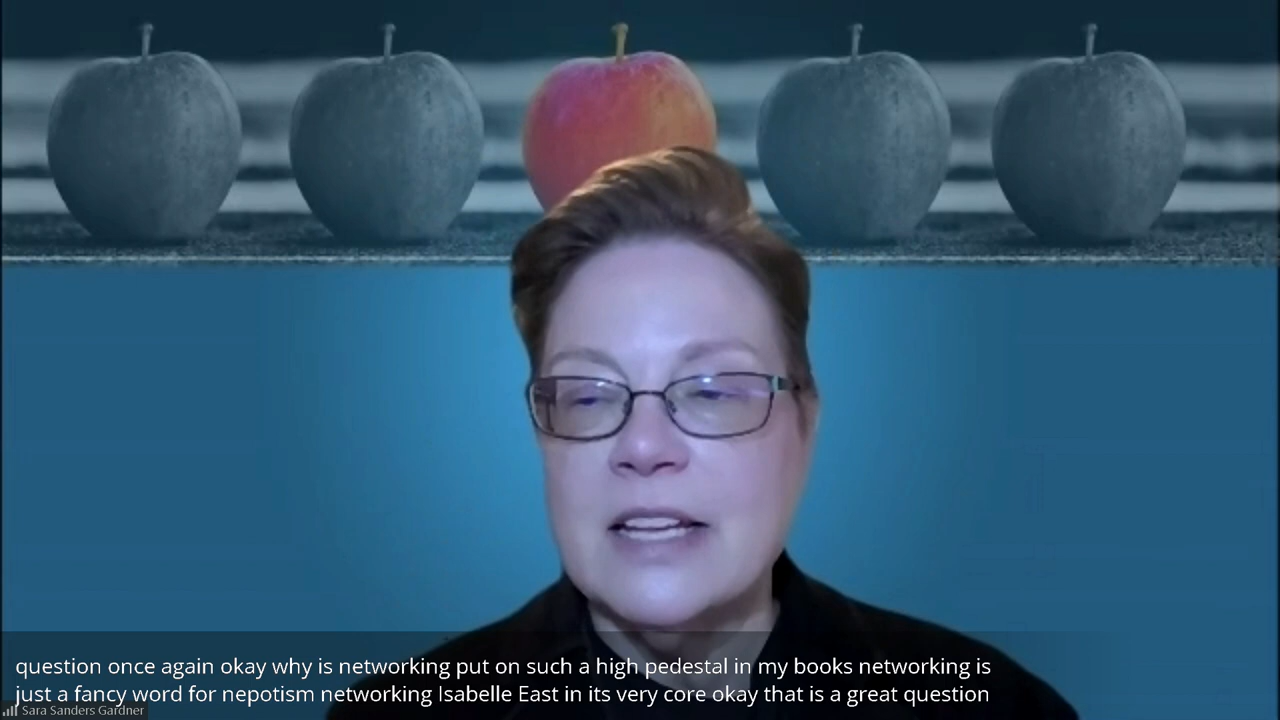 question once again okay why is networking put on such a high pedestal in my books networking is
just a fancy word for nepotism networking Isabelle East in its very core okay that is a great question
Sara Sanders Gardner